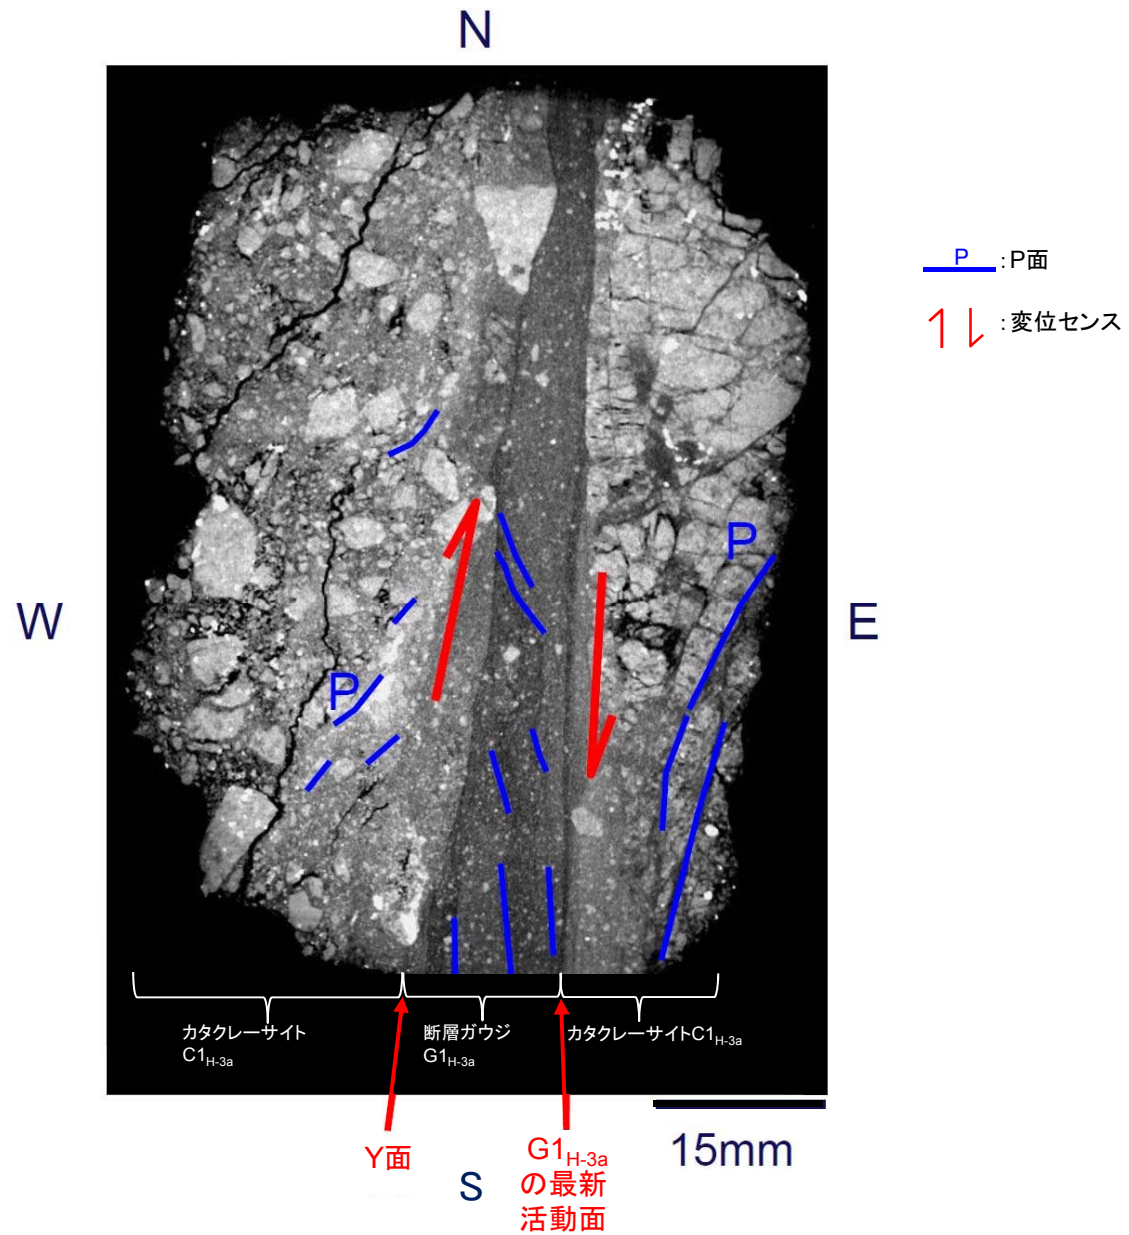 N
P : P面
: 変位センス
P
W
E
P
カタクレーサイト
C1H-3a
断層ガウジ
G1H-3a
カタクレーサイトC1H-3a
Y面
S
G1H-3a
の最新
活動面
15mm